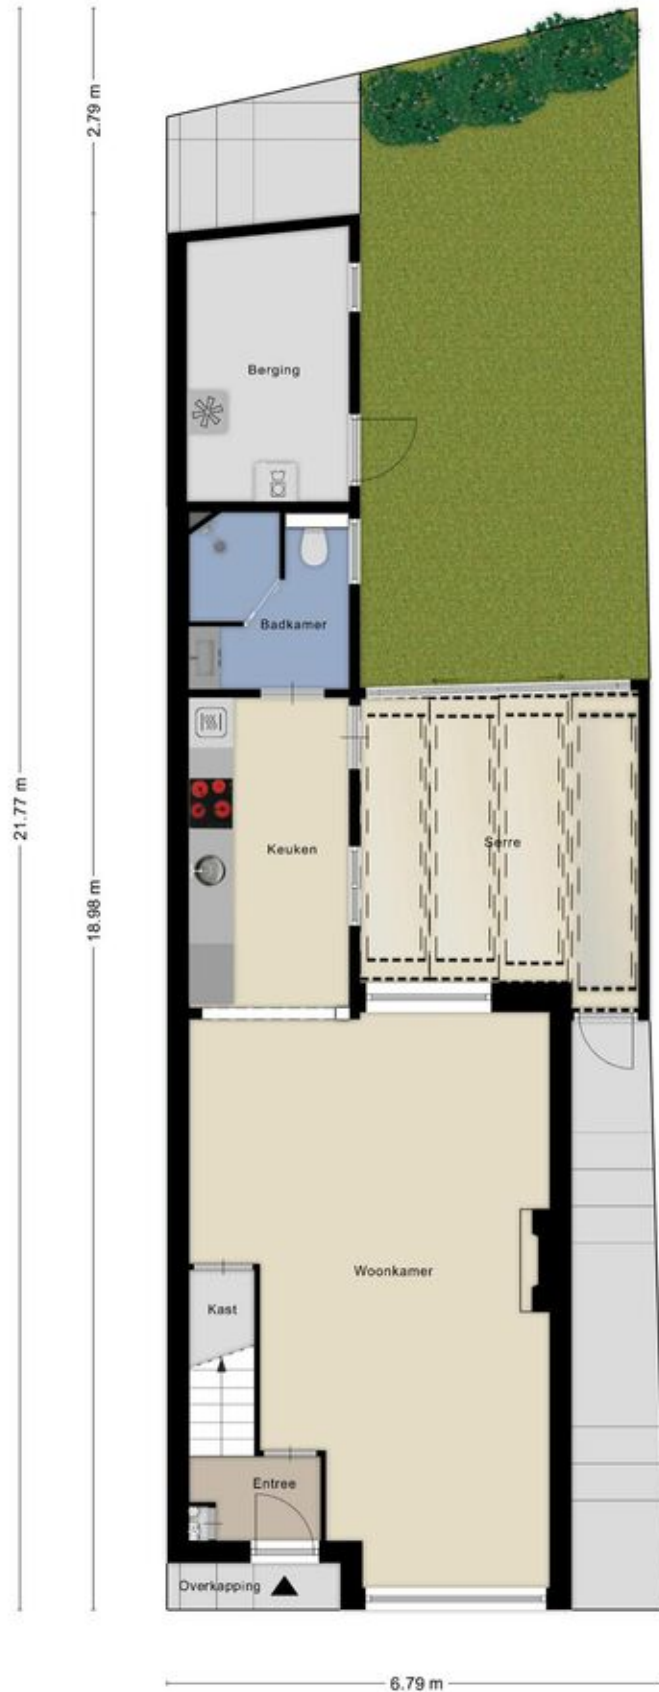 2.79 m
Berging
Badkamer
21.77 m
Keuken
Serre
18.98 m
Woonkamer
Kast
Entree
Overkapping
6.79 m